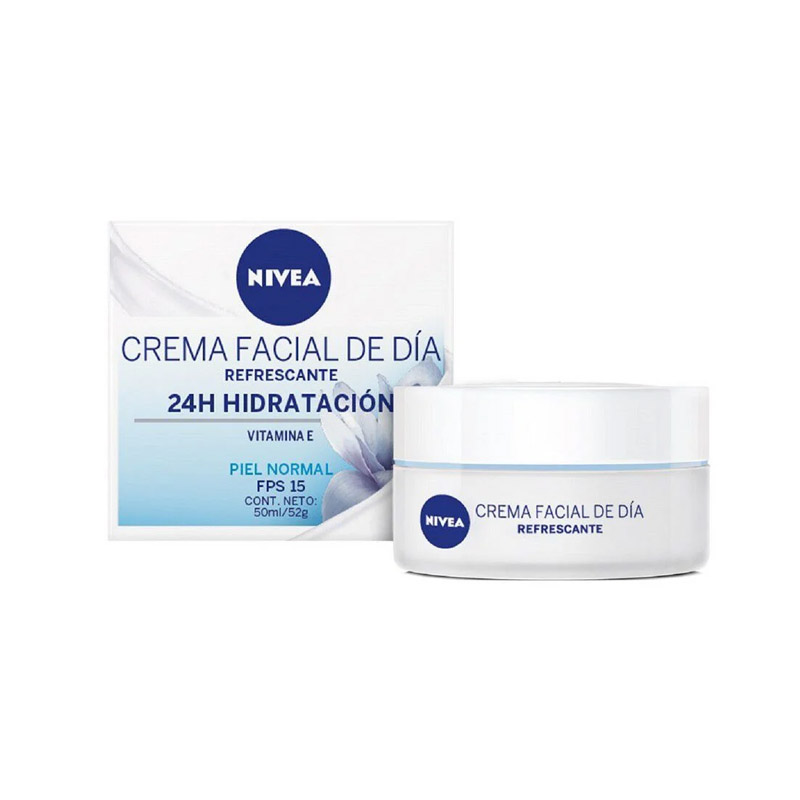 NIVEA
CREMA FACIAL DE DÍA
REFRESCANTE
24H HIDRATACIÓN
VITAMINA E
PIEL NORMAL
FPS 15
CONT. NETO:
50ml/52g
NIVEA
CREMA FACIAL DE DÍA
REFRESCANTE